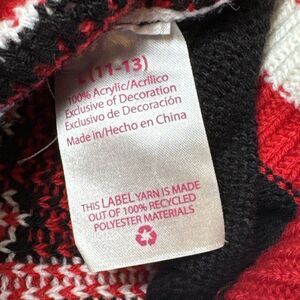 L (11-13)
100% Acrylic/Acrílico
Exclusive of Decoration
Exclusivo de Decoración
Made in/Hecho en China
THIS LABEL YARN IS MADE
OUT OF 100% RECYCLED
POLYESTER MATERIALS